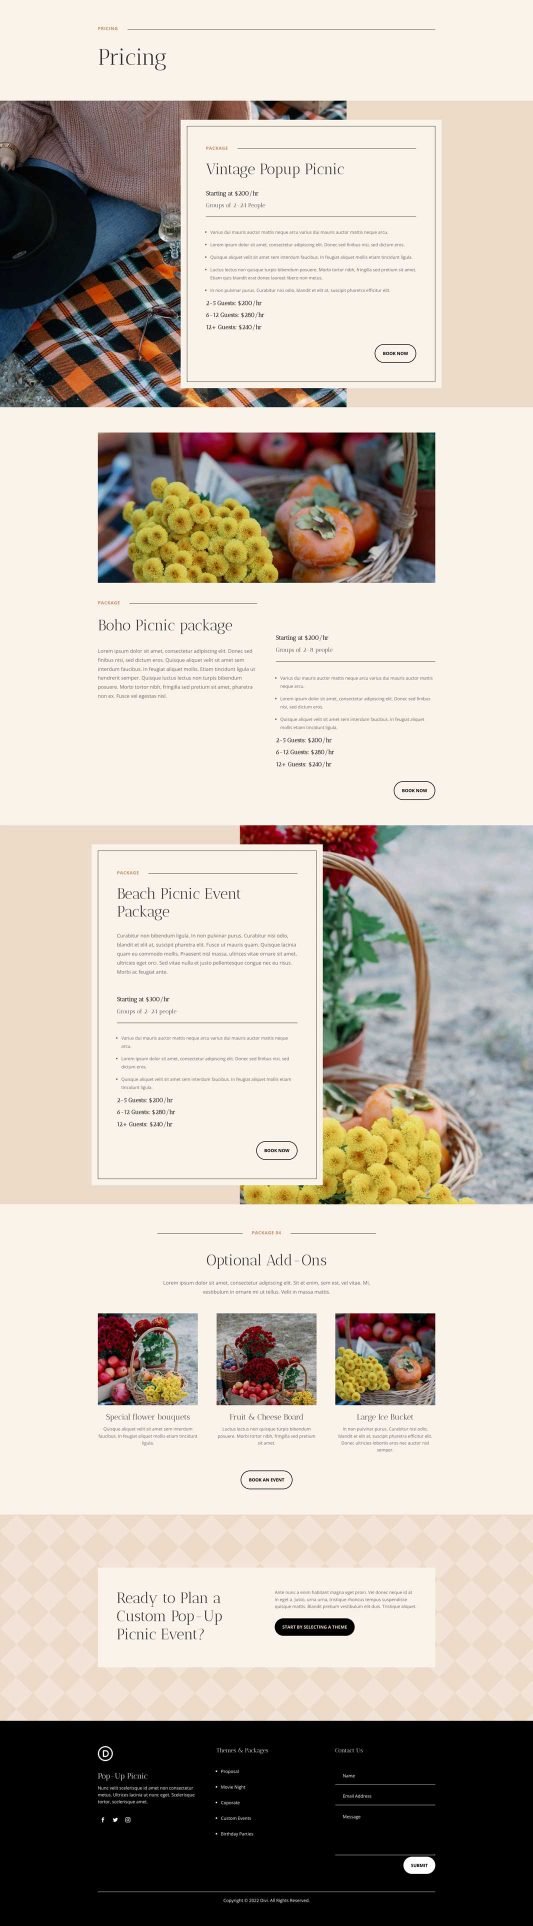 PRICING
Pricing
PACKAGE
Vintage Popup Picnic
Starting at $200/hr
Groups of 2-24 People
• Varius dui mauris auctor mattis neque arcu varius dui mauris auctor mattis neque arcu.
• Lorem ipsum dolor sit amet, consectetur adipiscing elit. Donec sed finibus nisi, sed dictum eros.
• Quisque aliquet velit sit amet sem interdum faucibus. In feugiat aliquet mollis etiam tincidunt ligula.
• Luctus lectus non quisque turpis bibendum posuere. Morbi tortor nibh, fringilla sed pretium sit amet.
Etiam quis blandit erat donec laoreet libero non metus.
• In non pulvinar purus. Curabitur nisi odio, blandit et elit at, suscipit pharetra efficitur elit.
2-5 Guests: $200/hr
6-12 Guests: $280/hr
12+ Guests: $240/hr
BOOK NOW
PACKAGE
Boho Picnic package
Lorem ipsum dolor sit amet, consectetur adipiscing elit. Donec sed
finibus nisi, sed dictum eros. Quisque aliquet velit sit amet sem
interdum faucibus. In feugiat aliquet mollis. Etiam tincidunt ligula ut
hendrerit semper. Quisque luctus lectus non turpis bibendum
posuere. Morbi tortor nibh, fringilla sed pretium sit amet, pharetra
non ex. Fusce vel egestas nisl.
Starting at $200/hr
Groups of 2-8 people
• Varius dui mauris auctor mattis neque arcu varius dui mauris auctor mattis
neque arcu.
• Lorem ipsum dolor sit amet, consectetur adipiscing elit. Donec sed finibus
nisi, sed dictum eros.
• Quisque aliquet velit sit amet sem interdum faucibus. In feugiat aliquet
mollis etiam tincidunt ligula.
2-5 Guests: $200/hr
6-12 Guests: $280/hr
12+ Guests: $240/hr
BOOK NOW
PACKAGE
Beach Picnic Event
Package
Curabitur non bibendum ligula. In non pulvinar purus. Curabitur nisi odio,
blandit et elit at, suscipit pharetra elit. Fusce ut mauris quam. Quisque lacinia
quam eu commodo mollis. Praesent nisl massa, ultrices vitae ornare sit amet,
ultricies eget orci. Sed vitae nulla et justo pellentesque congue nec eu risus.
Morbi ac feugiat ante.
Starting at $300/hr
Groups of 2-24 people
• Varius dui mauris auctor mattis neque arcu varius dui mauris auctor mattis neque
arcu.
• Lorem ipsum dolor sit amet, consectetur adipiscing elit. Donec sed finibus nisi, sed
dictum eros.
• Quisque aliquet velit sit amet sem interdum faucibus. In feugiat aliquet mollis etiam
tincidunt ligula.
2-5 Guests: $200/hr
6-12 Guests: $280/hr
12+ Guests: $240/hr
BOOK NOW
PACKAGE 04
Optional Add-Ons
Lorem ipsum dolor sit amet, consectetur adipiscing elit. Sit et enim, sem est, vel vitae. Mi,
vestibulum in ornare mi ut tellus. Velit in massa mattis.
Special flower bouquets
Quisque aliquet velit sit amet sem interdum
faucibus. In feugiat aliquet mollis etiam tincidunt
ligula.
Fruit & Cheese Board
Luctus lectus non quisque turpis bibendum
posuere. Morbi tortor nibh, fringilla sed pretium
sit amet.
Large Ice Bucket
In non pulvinar purus. Curabitur nisi odio,
blandit et elit at, suscipit pharetra efficitur elit.
Donec ultricies lobortis eros nec auctor nisl
semper.
BOOK AN EVENT
Ready to Plan a
Custom Pop-Up
Picnic Event?
Ante nunc a enim habitant magna eget proin. Vel donec neque id at
in eget a. Justo, urna urna, tristique rhoncus tempus suspendisse
quisque mattis. Blandit pretium vestibulum elit duis. Tristique aliquet
START BY SELECTING A THEME
D
Pop-Up Picnic
Nunc velit scelerisque id amet non consectetur
metus. Ultrices lacinia ut nunc eget. Scelerisque
tortor, scelerisque amet.
Themes & Packages
• Proposal
• Movie Night
• Coporate
• Custom Events
• Birthday Parties
Contact Us
Name
Email Address
Message
SUBMIT
Copyright © 2022 Divi. All Rights Reserved.